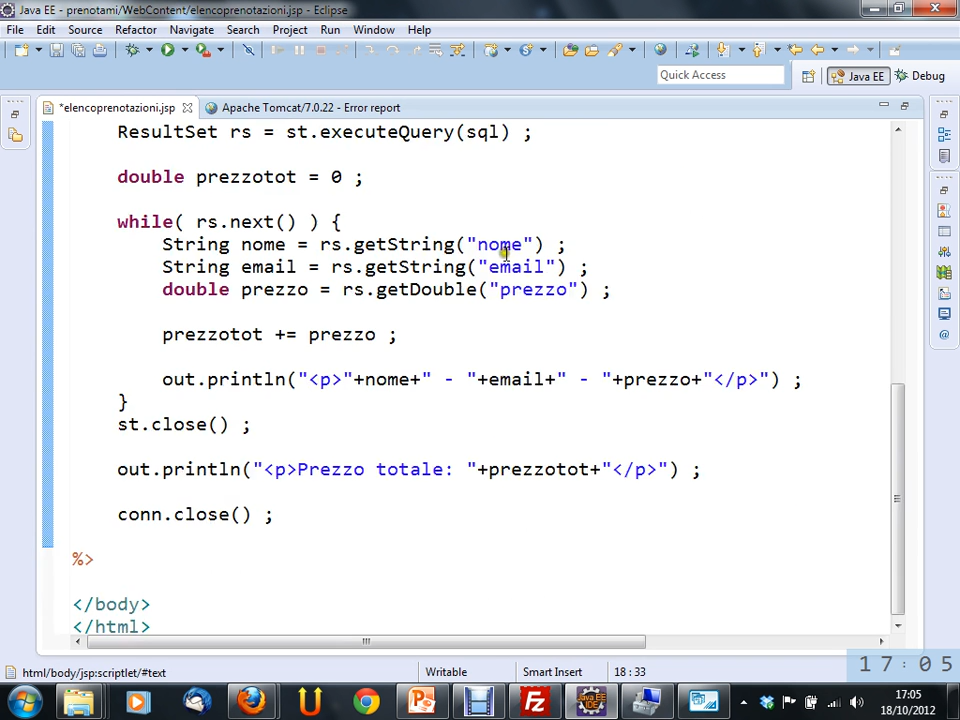 Java EE - prenotami/WebContent/elencoprenotazioni.jsp - Eclipse
File Edit Source Refactor Navigate Search Project Run Window Help
Quick Access
Java EE
Debug
*elencoprenotazioni.jsp
Apache Tomcat/7.0.22 - Error report
ResultSet rs = st.executeQuery(sql) ;
double prezzotot = 0 ;
while( rs.next() ) {
String nome = rs.getString("nome") ;
String email = rs.getString("email") ;
double prezzo = rs.getDouble("prezzo") ;
prezzotot += prezzo ;
out.println("<p>"+nome+" - "+email+" - "+prezzo+"</p>") ;
}
st.close() ;
out.println("<p>Prezzo totale: "+prezzotot+"</p>") ;
conn.close() ;
%>
</body>
</html>
html/body/jsp:scriptlet/#text
Writable
Smart Insert
18 : 33
17:05
17:05
18/10/2012